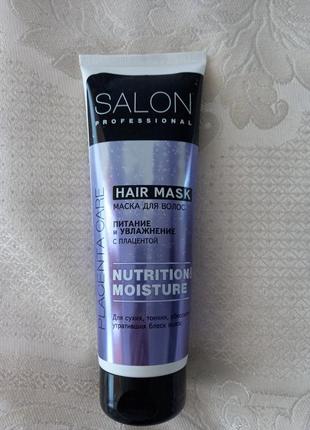 SALON
PROFESSIONAL
PLACENTA CARE
HAIR MASK
МАСКА ДЛЯ ВОЛОС
ПИТАНИЕ
и УВЛАЖНЕНИЕ
С ПЛАЦЕНТОЙ
NUTRITION
MOISTURE
Для сухих, тонких,
утративших блеск волос